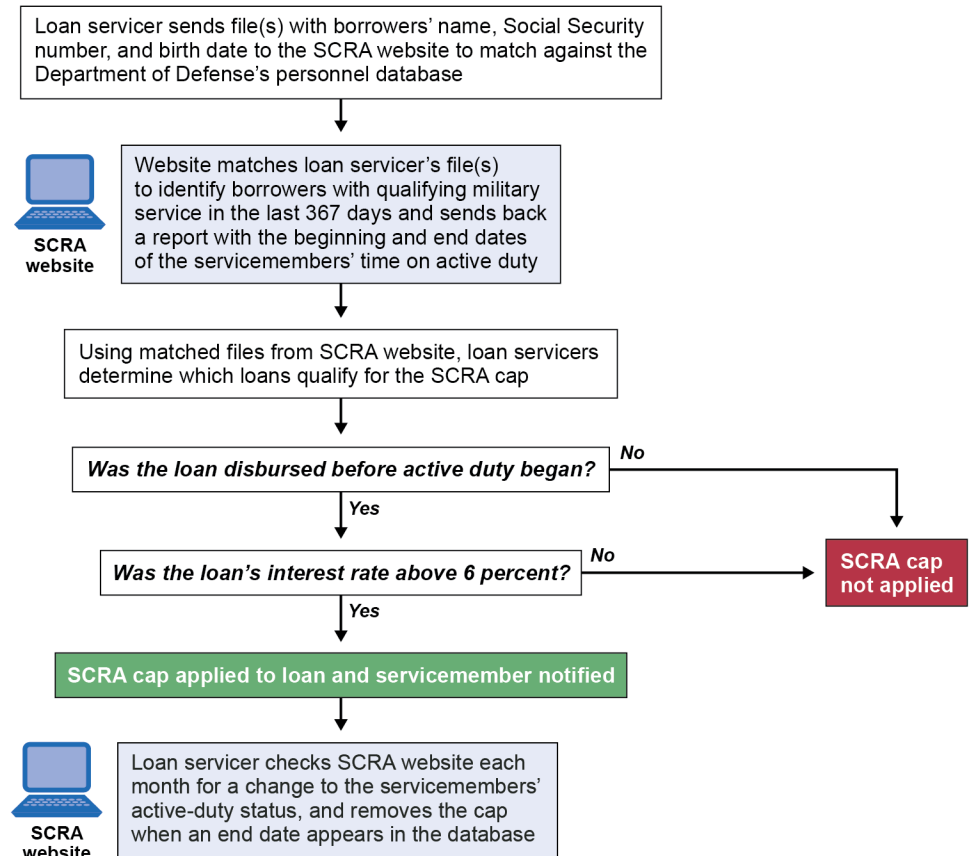 Loan servicer sends file(s) with borrowers' name, Social Security
number, and birth date to the SCRA website to match against the
Department of Defense's personnel database
SCRA
website
Website matches loan servicer's file(s)
to identify borrowers with qualifying military
service in the last 367 days and sends back
a report with the beginning and end dates
of the servicemembers' time on active duty
Using matched files from SCRA website, loan servicers
determine which loans qualify for the SCRA cap
Was the loan disbursed before active duty began?
No
Yes
Was the loan's interest rate above 6 percent?
No
SCRA cap
not applied
Yes
SCRA cap applied to loan and servicemember notified
SCRA
website
Loan servicer checks SCRA website each
month for a change to the servicemembers'
active-duty status, and removes the cap
when an end date appears in the database